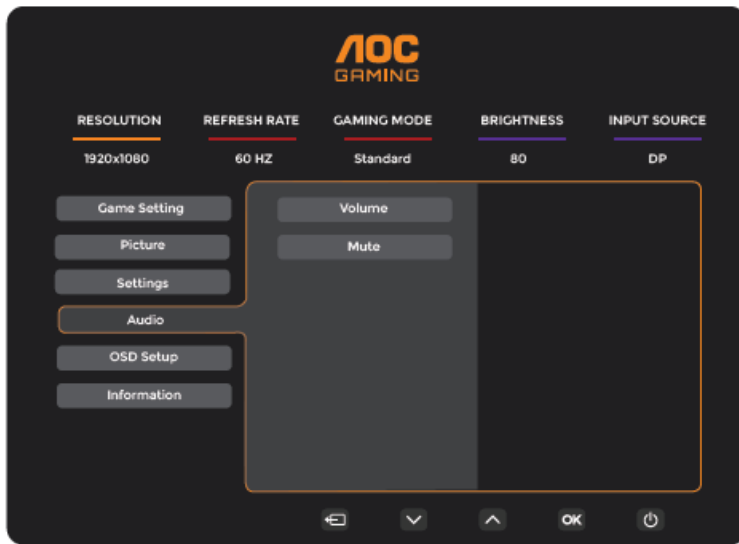 AOC
GAMING
RESOLUTION REFRESH RATE GAMING MODE BRIGHTNESS INPUT SOURCE
1920x1080 60 HZ Standard 80 DP
Game Setting Volume
Picture Mute
Settings
Audio
OSD Setup
Information
OK